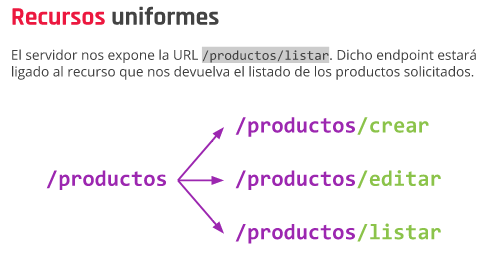 Recursos uniformes
El servidor nos expone la URL /productos/listar. Dicho endpoint estará
ligado al recurso que nos devuelva el listado de los productos solicitados.
/productos/crear
/productos
/productos/editar
/productos/listar